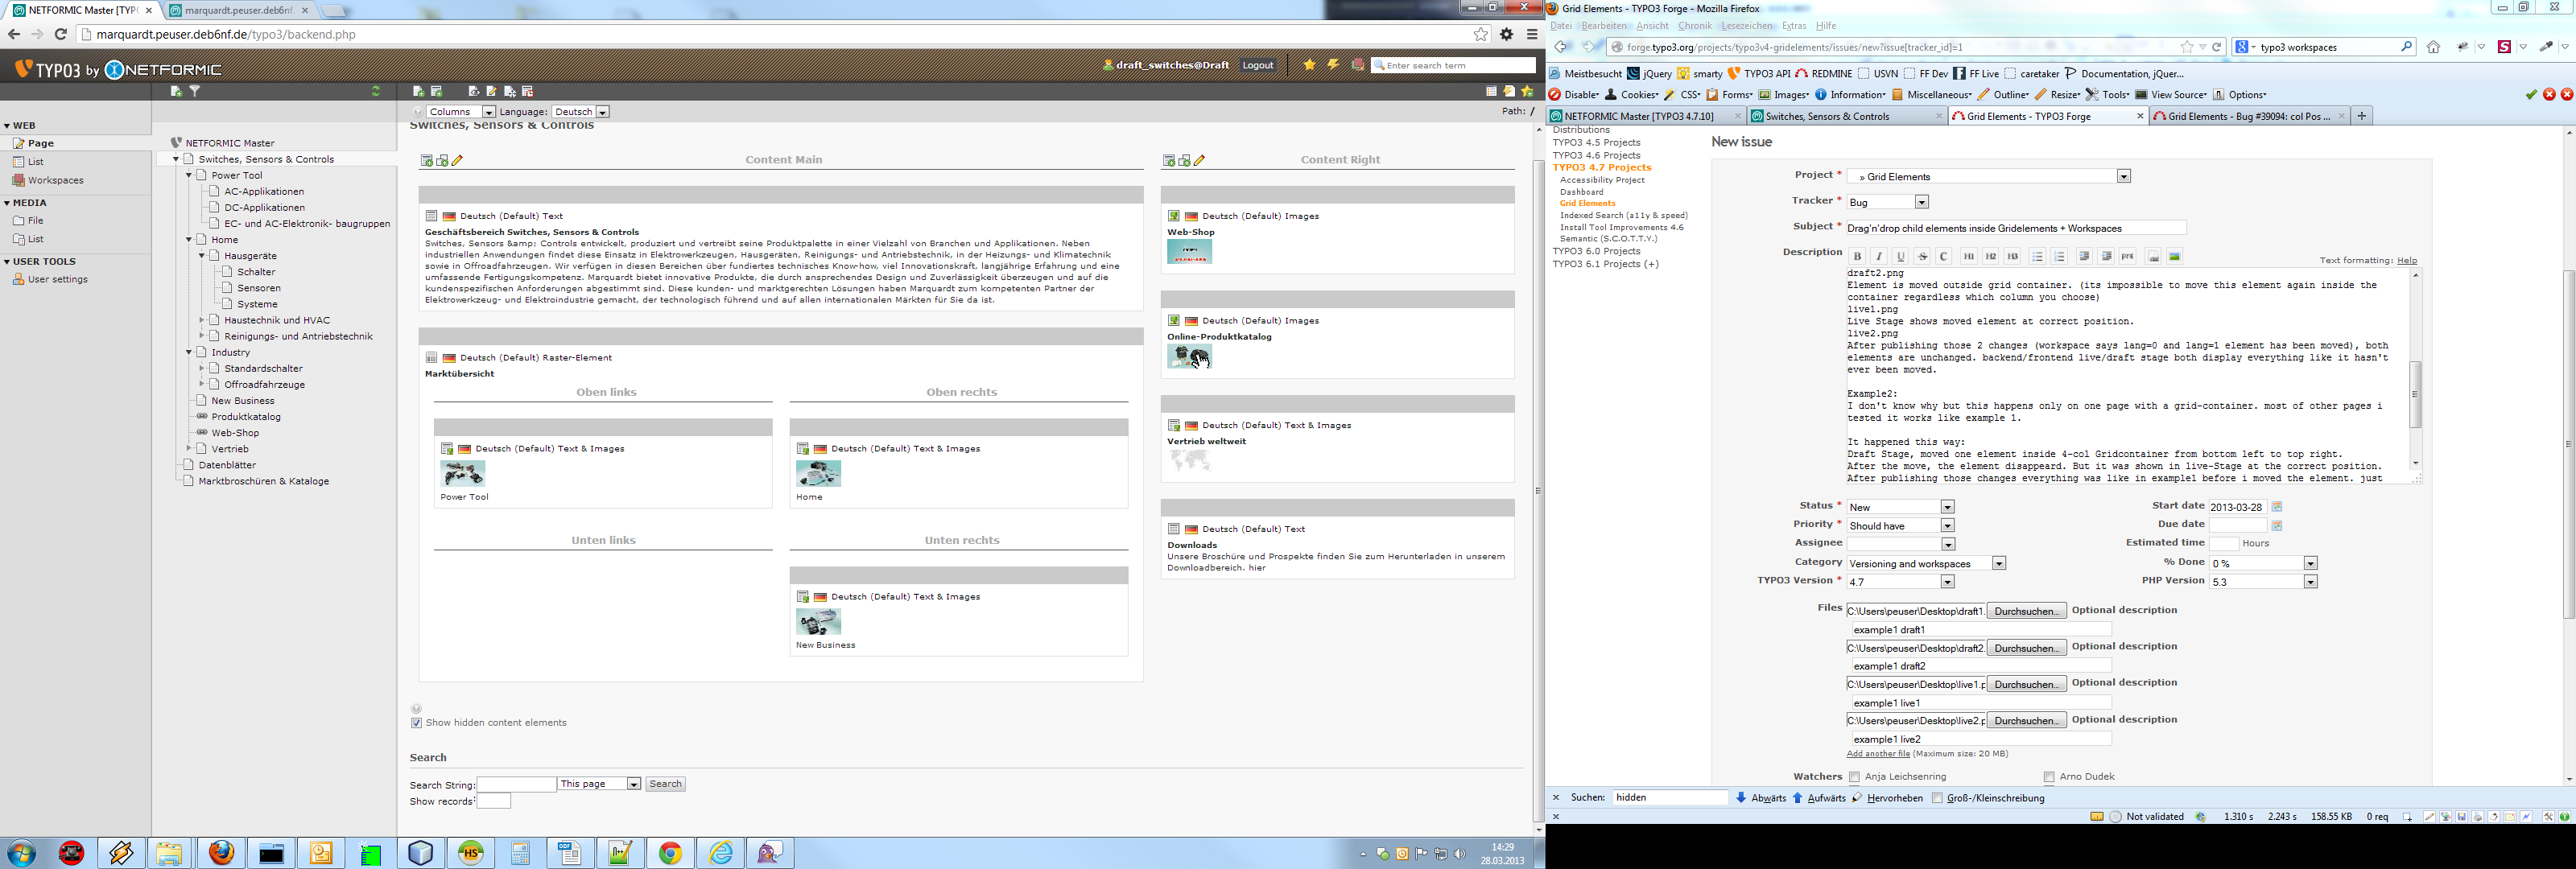 NETFORMIC Master [TYPO
marquardt.peuser.deb6nf.
marquardt.peuser.deb6nf.de/typo3/backend.php
TYPO3 by NETFORMIC
draft_switches@Draft
Logout
Enter search term
Columns
Language:
Deutsch
Path: /
WEB
Page
List
Workspaces
MEDIA
File
List
USER TOOLS
User settings
NETFORMIC Master
Switches, Sensors & Controls
Power Tool
AC-Applikationen
DC-Applikationen
EC- und AC-Elektronik- baugruppen
Home
Hausgeräte
Schalter
Sensoren
Systeme
Haustechnik und HVAC
Reinigungs- und Antriebstechnik
Industry
Standardschalter
Offroadfahrzeuge
New Business
Produktkatalog
Web-Shop
Vertrieb
Datenblätter
Marktbroschüren & Kataloge
Switches, Sensors & Controls
Content Main
Deutsch (Default) Text
Geschäftsbereich Switches, Sensors & Controls
Switches, Sensors &amp; Controls entwickelt, produziert und vertreibt seine Produktpalette in einer Vielzahl von Branchen und Applikationen. Neben
industriellen Anwendungen findet diese Einsatz in Elektrowerkzeugen, Hausgeräten, Reinigungs- und Antriebstechnik, in der Heizungs- und Klimatechnik
sowie in Offroadfahrzeugen. Wir verfügen in diesen Bereichen über fundiertes technisches Know-how, viel Innovationskraft, langjährige Erfahrung und eine
umfassende Fertigungskompetenz. Marquardt bietet innovative Produkte, die durch ansprechendes Design und Zuverlässigkeit überzeugen und auf die
kundenspezifischen Anforderungen abgestimmt sind. Diese kunden- und marktgerechten Lösungen haben Marquardt zum kompetenten Partner der
Elektrowerkzeug- und Elektroindustrie gemacht, der technologisch führend und auf allen internationalen Märkten für Sie da ist.
Deutsch (Default) Raster-Element
Marktübersicht
Oben links
Oben rechts
Deutsch (Default) Text & Images
Power Tool
Deutsch (Default) Text & Images
Home
Unten links
Unten rechts
Deutsch (Default) Text & Images
New Business
Content Right
Deutsch (Default) Images
Web-Shop
Deutsch (Default) Images
Online-Produktkatalog
Deutsch (Default) Text & Images
Vertrieb weltweit
Deutsch (Default) Text
Downloads
Unsere Broschüre und Prospekte finden Sie zum Herunterladen in unserem
Downloadbereich. hier
Show hidden content elements
Search
Search String:
This page
Search
Show records:
14:29
28.03.2013
Grid Elements - TYPO3 Forge - Mozilla Firefox
Datei Bearbeiten Ansicht Chronik Lesezeichen Extras Hilfe
forge.typo3.org/projects/typo3v4-gridelements/issues/new?issue[tracker_id]=1
typo3 workspaces
Meistbesucht jQuery smarty TYPO3 API REDMINE USVN FF Dev FF Live caretaker Documentation, jQuer...
Disable Cookies CSS Forms Images Information Miscellaneous Outline Resize Tools View Source Options
NETFORMIC Master [TYPO3 4.7.10]
Switches, Sensors & Controls
Grid Elements - TYPO3 Forge
Grid Elements - Bug #39094: col Pos ...
Distributions
TYPO3 4.5 Projects
TYPO3 4.6 Projects
TYPO3 4.7 Projects
Accessibility Project
Dashboard
Grid Elements
Indexed Search (a11y & speed)
Install Tool Improvements 4.6
Semantic (S.C.O.T.T.Y.)
TYPO3 6.0 Projects
TYPO3 6.1 Projects (+)
New issue
Project * » Grid Elements
Tracker * Bug
Subject * Drag'n'drop child elements inside Gridelements + Workspaces
Description
B I U S C H1 H2 H3 pre
Text formatting: Help
draft2.png
Element is moved outside grid container. (its impossible to move this element again inside the
container regardless which column you choose)
live1.png
Live Stage shows moved element at correct position.
live2.png
After publishing those 2 changes (workspace says lang=0 and lang=1 element has been moved), both
elements are unchanged. backend/frontend live/draft stage both display everything like it hasn't
ever been moved.
Example2:
I don't know why but this happens only on one page with a grid-container. most of other pages i
tested it works like example 1.
It happened this way:
Draft Stage, moved one element inside 4-col Gridcontainer from bottom left to top right.
After the move, the element disappeard. But it was shown in live-Stage at the correct position.
After publishing those changes everything was like in example1 before i moved the element. just
Status * New
Start date 2013-03-28
Priority * Should have
Due date
Assignee
Estimated time Hours
Category Versioning and workspaces
% Done 0 %
TYPO3 Version * 4.7
PHP Version 5.3
Files C:\Users\peuser\Desktop\draft1. Durchsuchen... Optional description
example1 draft1
C:\Users\peuser\Desktop\draft2. Durchsuchen... Optional description
example1 draft2
C:\Users\peuser\Desktop\live1.p Durchsuchen... Optional description
example1 live1
C:\Users\peuser\Desktop\live2.p Durchsuchen... Optional description
example1 live2
Add another file (Maximum size: 20 MB)
Watchers Anja Leichsenring Arno Dudek
Suchen: hidden Abwärts Aufwärts Hervorheben Groß-/Kleinschreibung
Not validated 1.310 s 2.243 s 158.55 KB 0 req